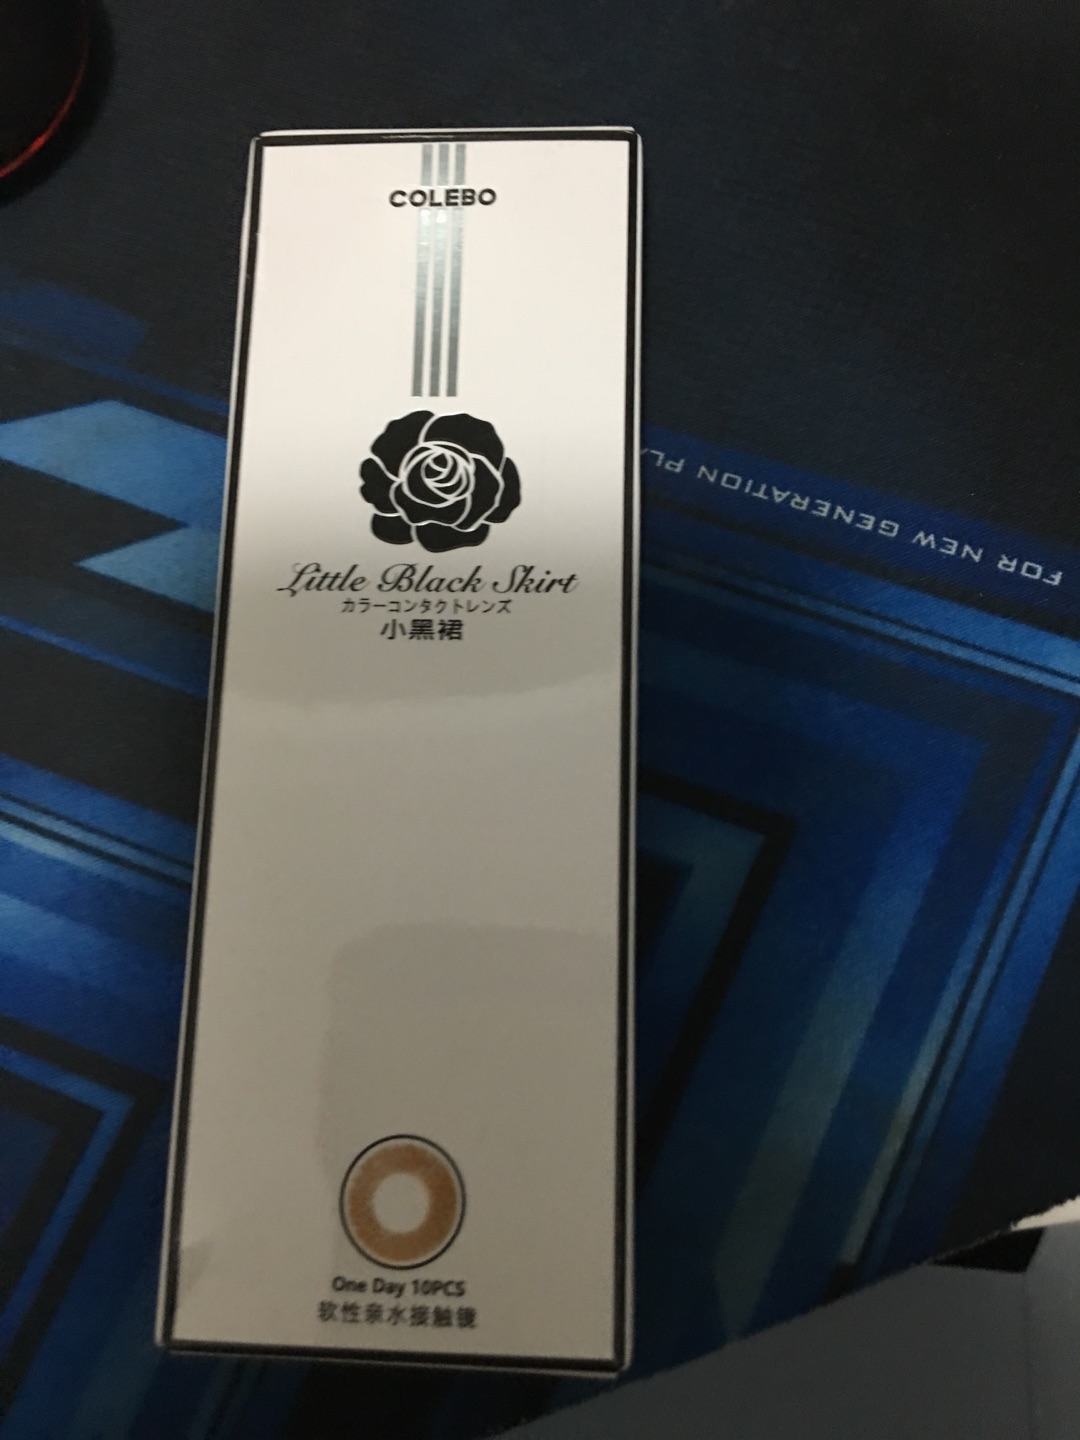 COLEBO
Little Black Skirt
カラーコンタクトレンズ
小黑裙
One Day 10PCS
软性亲水接触镜
FOR NEW GENERATION